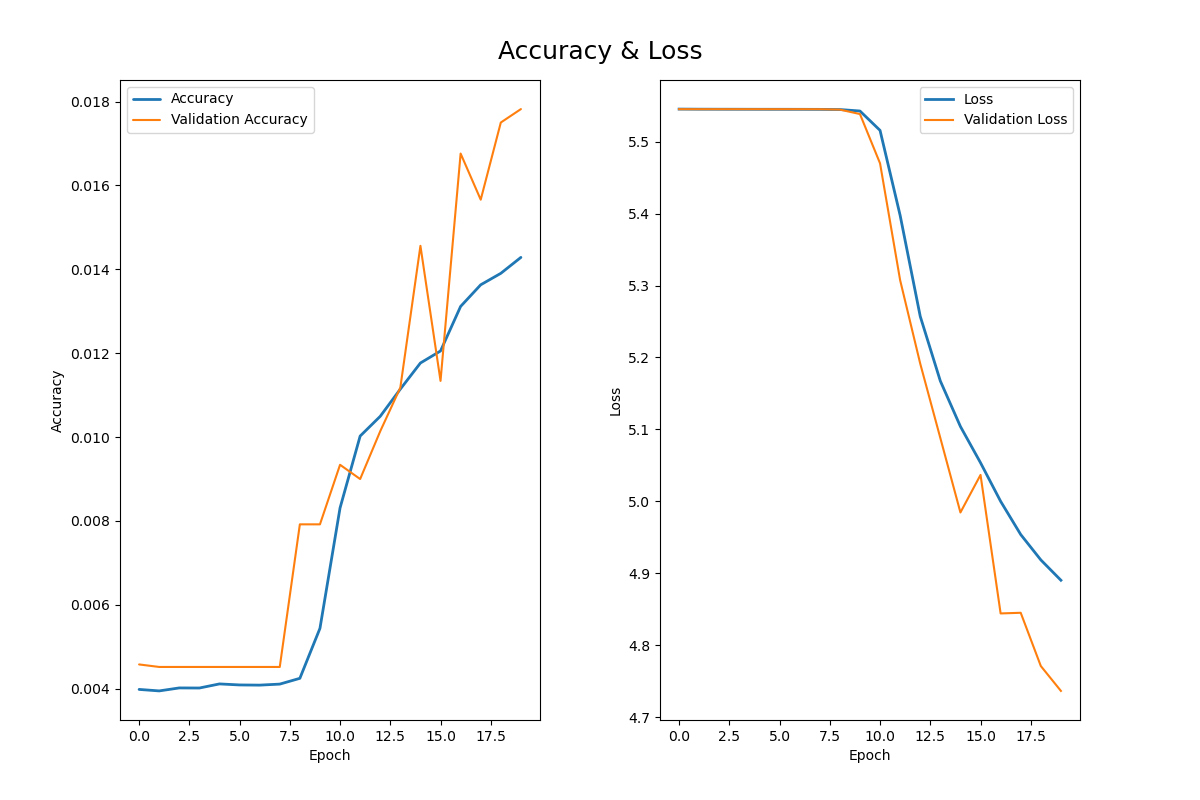 Accuracy & Loss
Accuracy
Validation Accuracy
0.018
0.016
0.014
0.012
0.010
0.008
0.006
0.004
Accuracy
0.0 2.5 5.0 7.5 10.0 12.5 15.0 17.5
Epoch
Loss
Validation Loss
5.5
5.4
5.3
5.2
5.1
5.0
4.9
4.8
4.7
Loss
0.0 2.5 5.0 7.5 10.0 12.5 15.0 17.5
Epoch